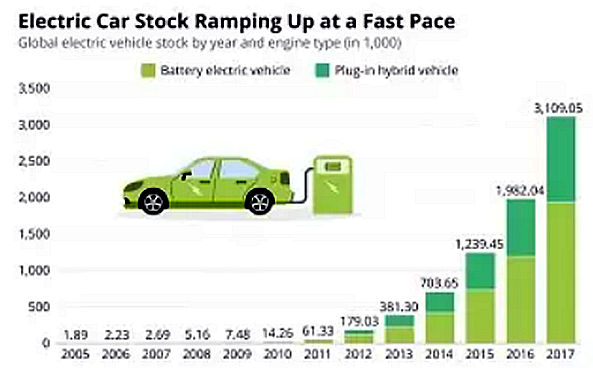 Electric Car Stock Ramping Up at a Fast Pace
Global electric vehicle stock by year and engine type (in 1,000)
Battery electric vehicle Plug-in hybrid vehicle
3,500
3,109.05
3,000
2,500
1,982.04
2,000
1,500
1,239.45
1,000
703.65
500
381.30
179.03
1.89 2.23 2.69 5.16 7.48 14.26 61.33
0
2005 2006 2007 2008 2009 2010 2011 2012 2013 2014 2015 2016 2017